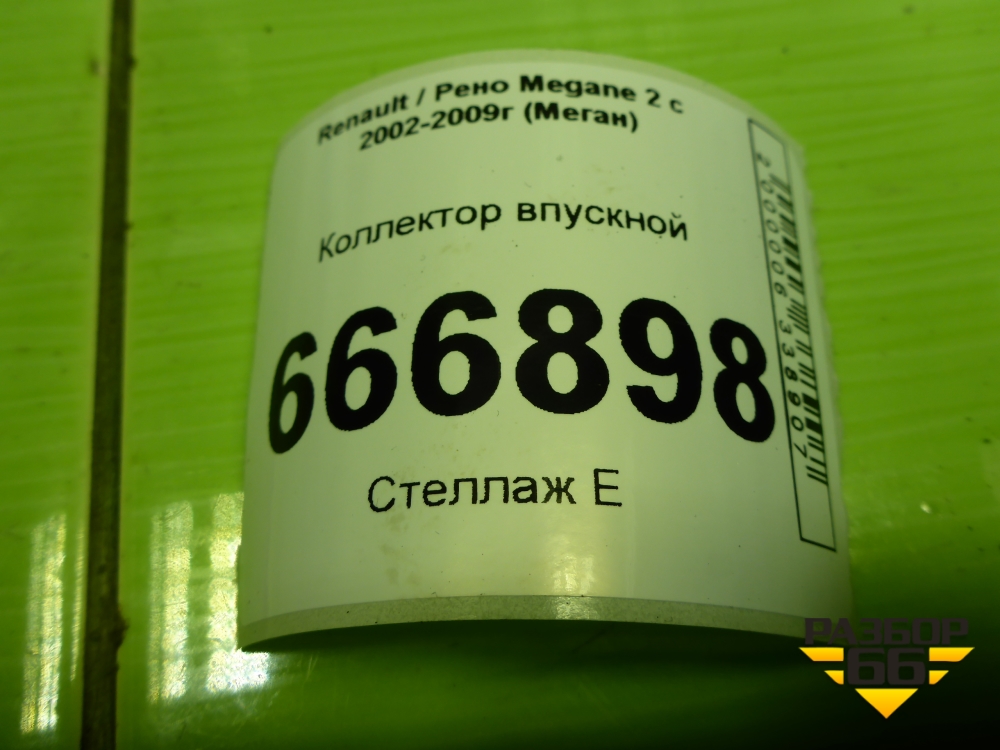 Renault / Рено Megane 2 с
2002-2009г (Меган)
Коллектор впускной
666898
Стеллаж Е
2000006338907
РАЗБОР
66